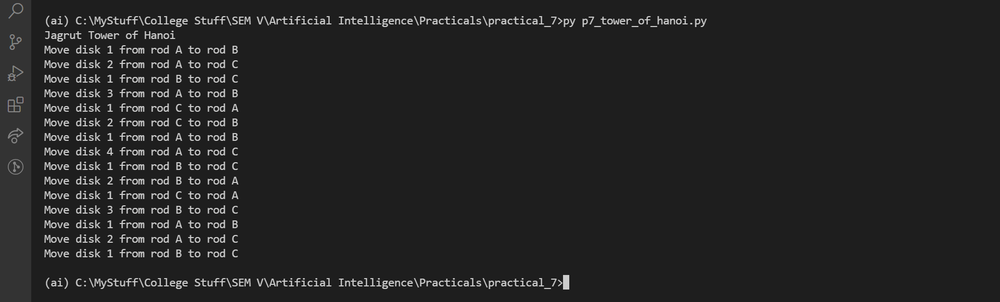 (ai) C:\MyStuff\College Stuff\SEM V\Artificial Intelligence\Practicals\practical_7>py p7_tower_of_hanoi.py
Jagrut Tower of Hanoi
Move disk 1 from rod A to rod B
Move disk 2 from rod A to rod C
Move disk 1 from rod B to rod C
Move disk 3 from rod A to rod B
Move disk 1 from rod C to rod A
Move disk 2 from rod C to rod B
Move disk 1 from rod A to rod B
Move disk 4 from rod A to rod C
Move disk 1 from rod B to rod C
Move disk 2 from rod B to rod A
Move disk 1 from rod C to rod A
Move disk 3 from rod B to rod C
Move disk 1 from rod A to rod B
Move disk 2 from rod A to rod C
Move disk 1 from rod B to rod C
(ai) C:\MyStuff\College Stuff\SEM V\Artificial Intelligence\Practicals\practical_7>